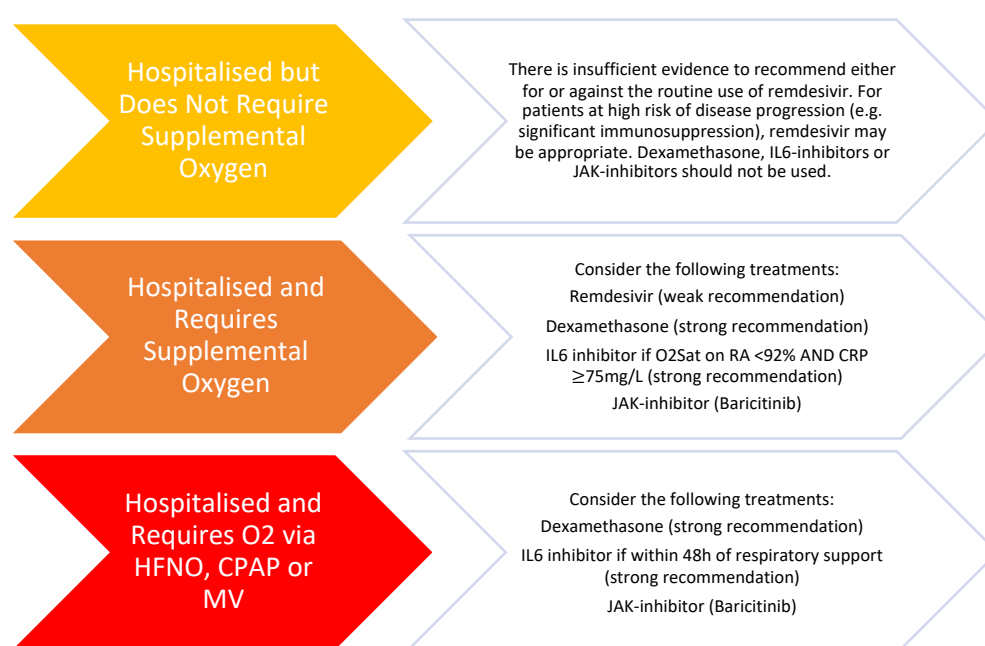 Hospitalised but
Does Not Require
Supplemental
Oxygen
There is insufficient evidence to recommend either
for or against the routine use of remdesivir. For
patients at high risk of disease progression (e.g.
significant immunosuppression), remdesivir may
be appropriate. Dexamethasone, IL6-inhibitors or
JAK-inhibitors should not be used.
Hospitalised and
Requires
Supplemental
Oxygen
Consider the following treatments:
Remdesivir (weak recommendation)
Dexamethasone (strong recommendation)
IL6 inhibitor if O2Sat on RA <92% AND CRP
≥75mg/L (strong recommendation)
JAK-inhibitor (Baricitinib)
Hospitalised and
Requires O2 via
HFNO, CPAP or
MV
Consider the following treatments:
Dexamethasone (strong recommendation)
IL6 inhibitor if within 48h of respiratory support
(strong recommendation)
JAK-inhibitor (Baricitinib)